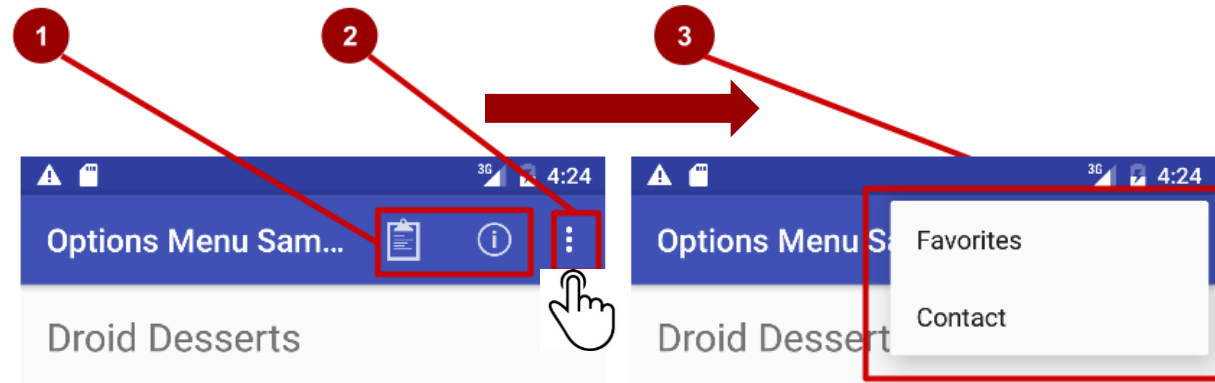 1
2
3
3G 4:24
Options Menu Sam...
Droid Desserts
3G 4:24
Options Menu Sa
Favorites
Droid Dessert
Contact